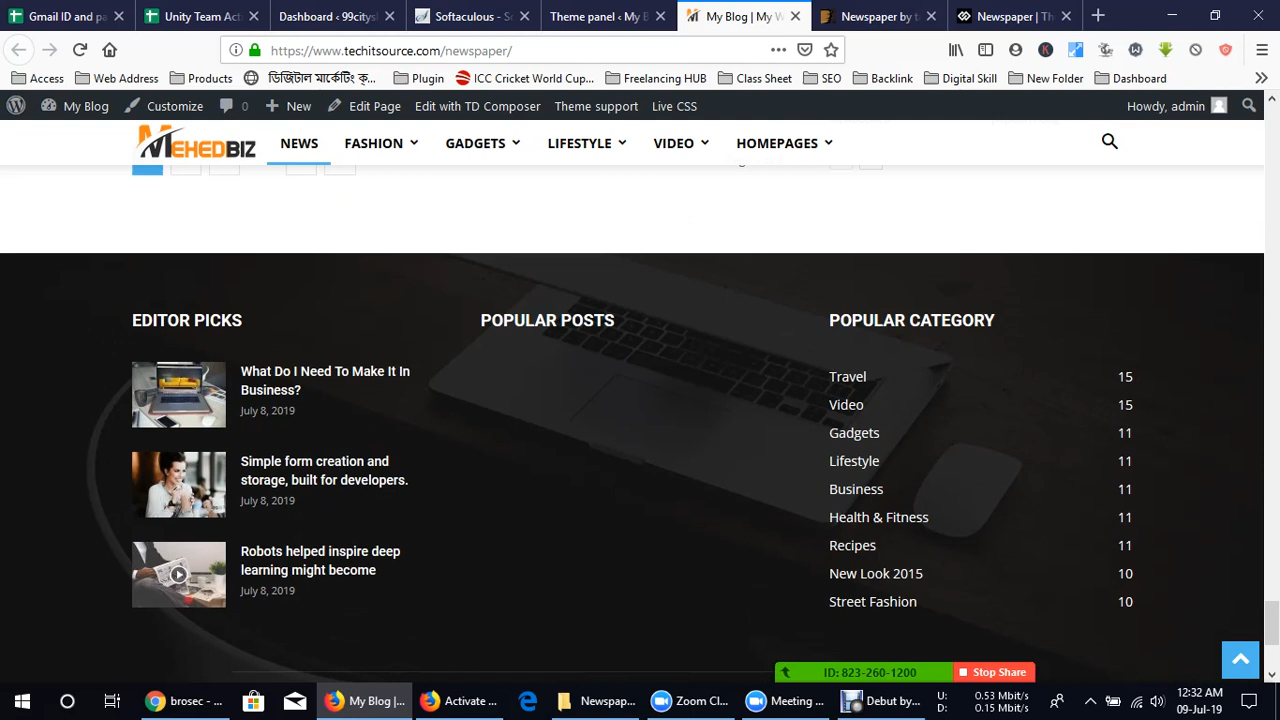 Gmail ID and pa
Unity Team Act
Dashboard ‹ 99citysl
Softaculous - So
Theme panel ‹ My B
My Blog | My W
Newspaper by t
Newspaper | Th
https://www.techitsource.com/newspaper/
Access
Web Address
Products
ডিজিটাল মার্কেটিং ক্...
Plugin
ICC Cricket World Cup...
Freelancing HUB
Class Sheet
SEO
Backlink
Digital Skill
New Folder
Dashboard
My Blog
Customize
0
New
Edit Page
Edit with TD Composer
Theme support
Live CSS
Howdy, admin
MEHEDBIZ
NEWS
FASHION
GADGETS
LIFESTYLE
VIDEO
HOMEPAGES
EDITOR PICKS
What Do I Need To Make It In
Business?
July 8, 2019
Simple form creation and
storage, built for developers.
July 8, 2019
Robots helped inspire deep
learning might become
July 8, 2019
POPULAR POSTS
POPULAR CATEGORY
Travel 15
Video 15
Gadgets 11
Lifestyle 11
Business 11
Health & Fitness 11
Recipes 11
New Look 2015 10
Street Fashion 10
ID: 823-260-1200
Stop Share
brosec - ...
My Blog |...
Activate ...
Newspap...
Zoom Cl...
Meeting ...
Debut by...
U: 0.53 Mbit/s
D: 0.15 Mbit/s
12:32 AM
09-Jul-19